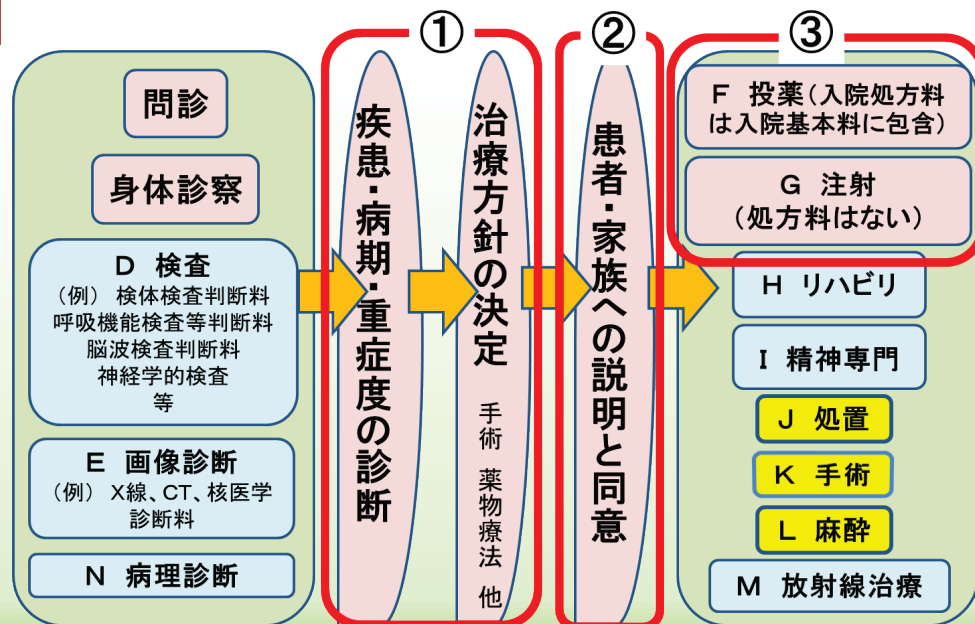 問診
身体診察
D 検査
（例） 検体検査判断料
呼吸機能検査等判断料
脳波検査判断料
神経学的検査
等
E 画像診断
（例） X線、CT、核医学
診断料
N 病理診断
①
疾患・病期・重症度の診断
治療方針の決定
手術 薬物療法 他
②
患者・家族への説明と同意
③
F 投薬（入院処方料
は入院基本料に包含）
G 注射
（処方料はない）
H リハビリ
I 精神専門
J 処置
K 手術
L 麻酔
M 放射線治療